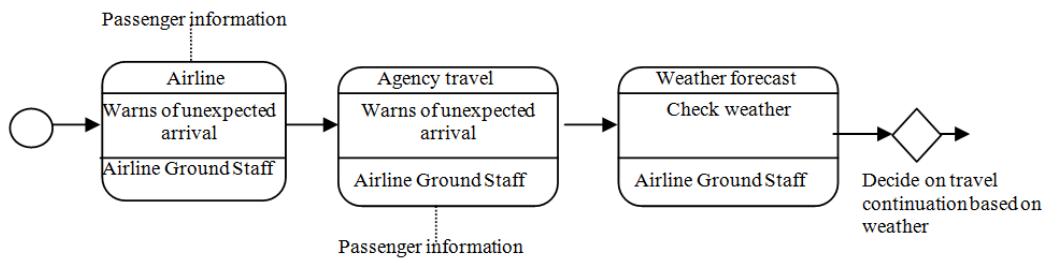 Passenger information
Airline
Warns of unexpected
arrival
Airline Ground Staff
Agency travel
Warns of unexpected
arrival
Airline Ground Staff
Passenger information
Weather forecast
Check weather
Airline Ground Staff
Decide on travel
continuation based on
weather